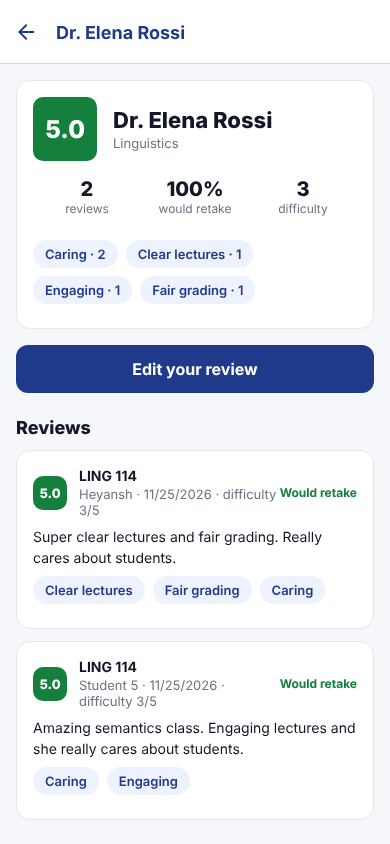 Dr. Elena Rossi
5.0
Dr. Elena Rossi
Linguistics
2
reviews
100%
would retake
3
difficulty
Caring · 2
Clear lectures · 1
Engaging · 1
Fair grading · 1
Edit your review
Reviews
5.0
LING 114
Heyansh · 11/25/2026 · difficulty
3/5
Would retake
Super clear lectures and fair grading. Really
cares about students.
Clear lectures
Fair grading
Caring
5.0
LING 114
Student 5 · 11/25/2026 ·
difficulty 3/5
Would retake
Amazing semantics class. Engaging lectures and
she really cares about students.
Caring
Engaging